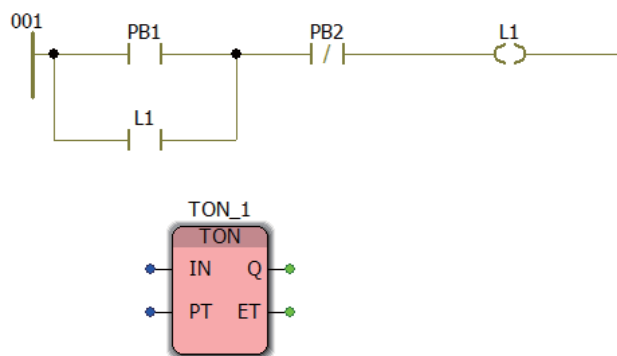 001
PB1 PB2 L1
L1
TON_1
TON
IN Q
PT ET